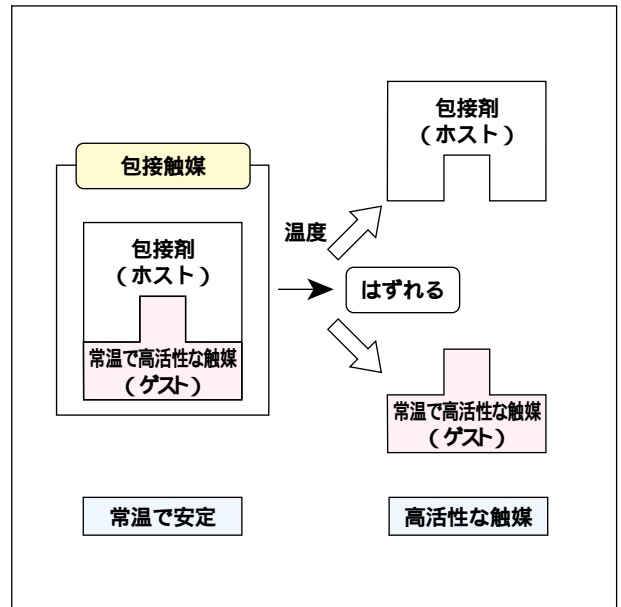 包接触媒
包接剤
(ホスト)
常温で高活性な触媒
(ゲスト)
常温で安定
温度
はずれる
包接剤
(ホスト)
常温で高活性な触媒
(ゲスト)
高活性な触媒